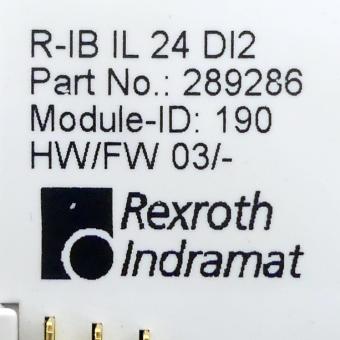 R-IB IL 24 DI2
Part No.: 289286
Module-ID: 190
HW/FW 03/-
Rexroth
Indramat